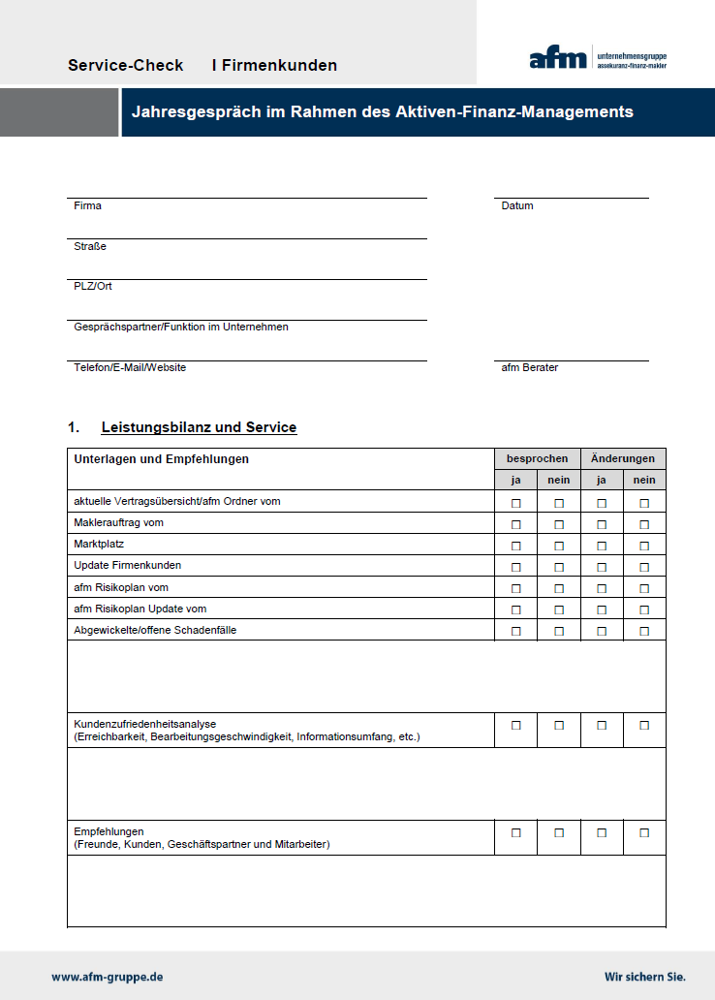 Service-Check I Firmenkunden
afm unternehmensgruppe
assekuranz-finanz-makler
Jahresgespräch im Rahmen des Aktiven-Finanz-Managements
Firma
Datum
Straße
PLZ/Ort
Gesprächspartner/Funktion im Unternehmen
Telefon/E-Mail/Website
afm Berater
1. Leistungsbilanz und Service
Unterlagen und Empfehlungen
besprochen
Änderungen
ja nein ja nein
aktuelle Vertragsübersicht/afm Ordner vom
Maklerauftrag vom
Marktplatz
Update Firmenkunden
afm Risikoplan vom
afm Risikoplan Update vom
Abgewickelte/offene Schadenfälle
Kundenzufriedenheitsanalyse
(Erreichbarkeit, Bearbeitungsgeschwindigkeit, Informationsumfang, etc.)
Empfehlungen
(Freunde, Kunden, Geschäftspartner und Mitarbeiter)
www.afm-gruppe.de
Wir sichern Sie.